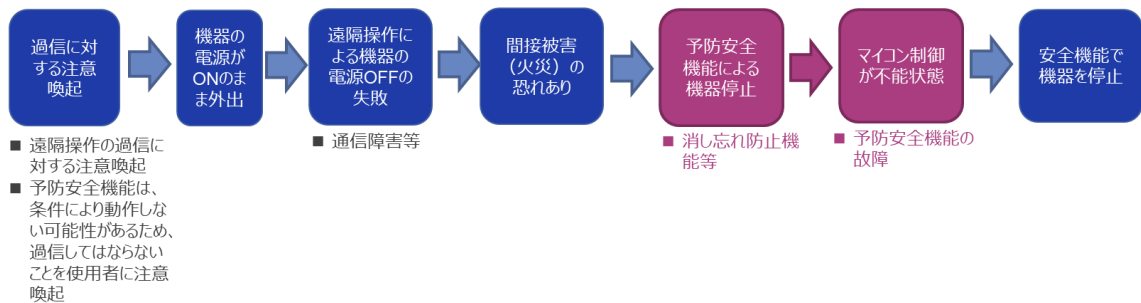 過信に対
する注意
喚起
機器の
電源が
ONのま
ま外出
遠隔操作
による機器の
電源OFFの
失敗
間接被害
（火災）の
恐れあり
予防安全
機能による
機器停止
マイコン制御
が不能状態
安全機能で
機器を停止
■ 遠隔操作の過信に
対する注意喚起
■ 予防安全機能は、
条件により動作しな
い可能性があるため、
過信してはならない
ことを使用者に注意
喚起
■ 通信障害等
■ 消し忘れ防止機
能等
■ 予防安全機能の
故障